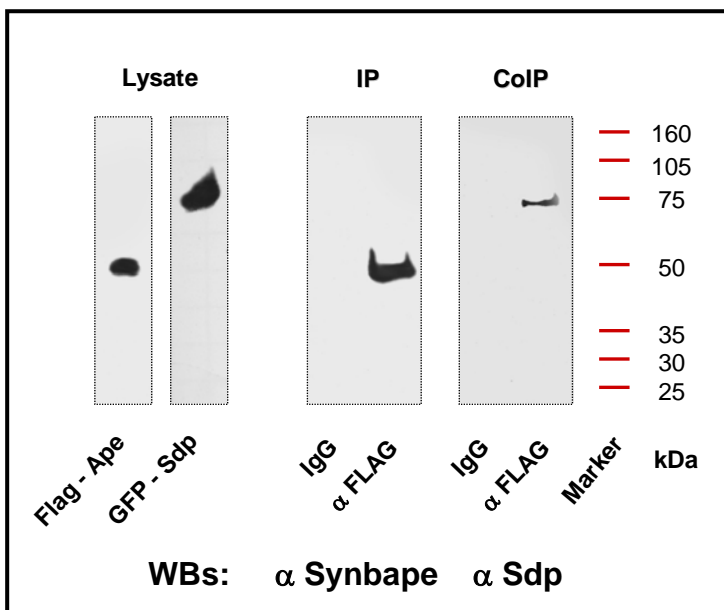 Lysate IP CoIP
160
105
75
50
35
30
25
Flag - Ape
GFP - Sdp
IgG
α FLAG
IgG
α FLAG
Marker
kDa
WBs: α Synbape α Sdp